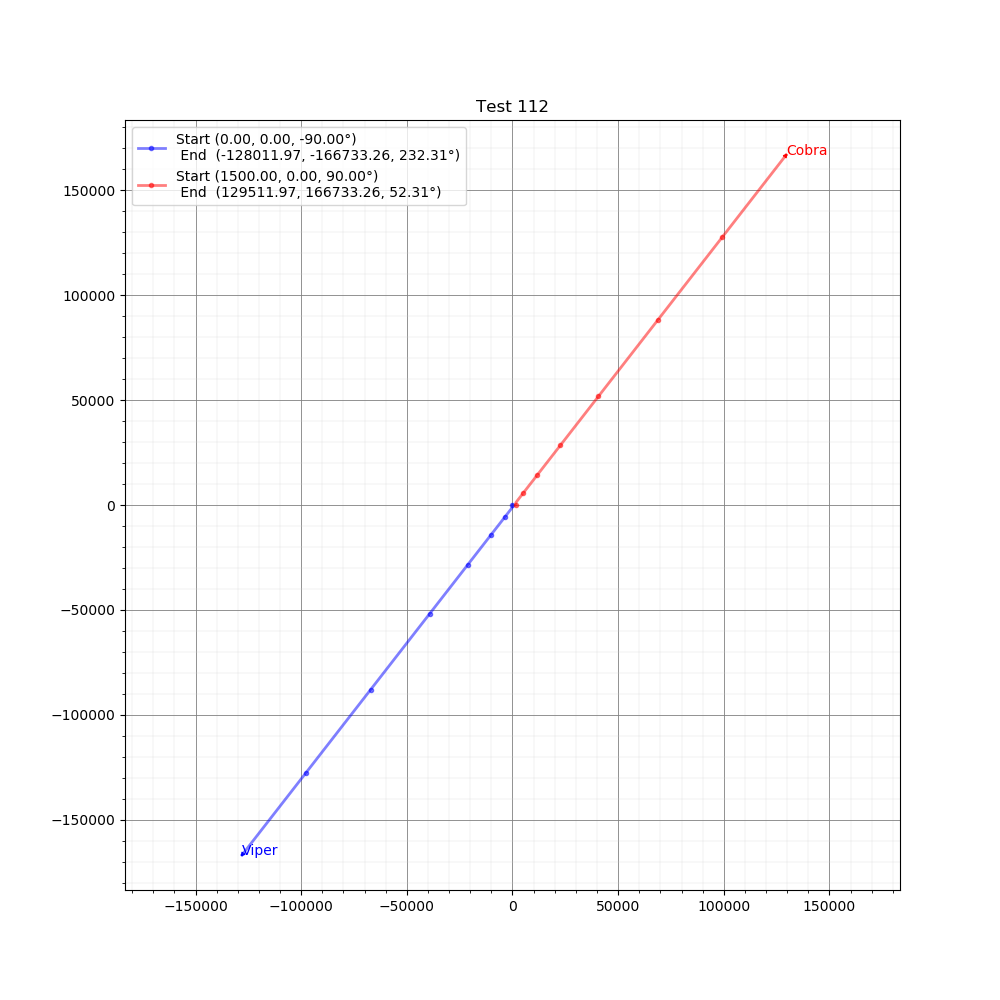 Test 112
Start (0.00, 0.00, -90.00°)
End (-128011.97, -166733.26, 232.31°)
Start (1500.00, 0.00, 90.00°)
End (129511.97, 166733.26, 52.31°)
Cobra
150000
100000
50000
0
−50000
−100000
−150000
Viper
−150000 −100000 −50000 0 50000 100000 150000